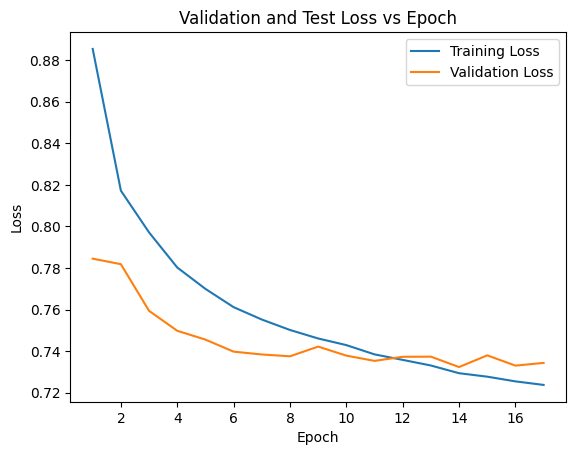 Validation and Test Loss vs Epoch
Training Loss
Validation Loss
Loss
0.88
0.86
0.84
0.82
0.80
0.78
0.76
0.74
0.72
2 4 6 8 10 12 14 16
Epoch